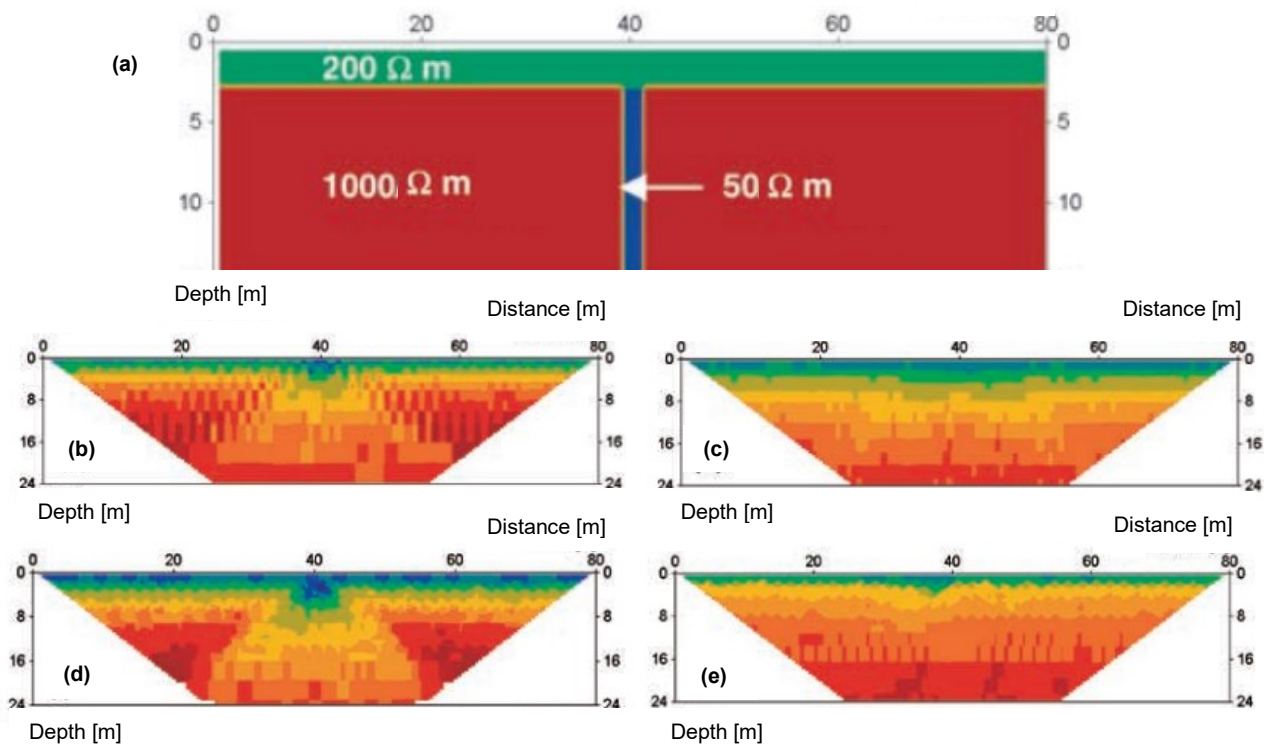 0 20 40 60 80
0 0
(a)
200 Ω m
5 5
1000 Ω m 50 Ω m
10 10
Depth [m]
Distance [m] Distance [m]
0 20 40 60 80 0 20 40 60 80
0 0 0 0
8 8 8 8
16 (b) 16 16 (c) 16
24 24 24 24
Depth [m] Depth [m]
Distance [m] Distance [m]
0 20 40 60 80 0 20 40 60 80
0 0 0 0
8 8 8 8
16 (d) 16 16 (e) 16
24 24 24 24
Depth [m] Depth [m]